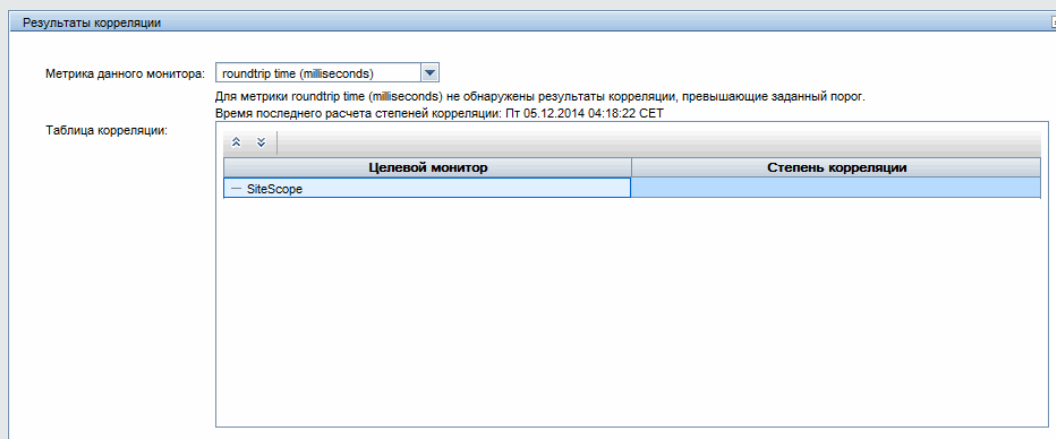 Результаты корреляции
Метрика данного монитора: roundtrip time (milliseconds)
Для метрики roundtrip time (milliseconds) не обнаружены результаты корреляции, превышающие заданный порог.
Время последнего расчета степеней корреляции: Пт 05.12.2014 04:18:22 CET
Таблица корреляции:
Целевой монитор Степень корреляции
SiteScope